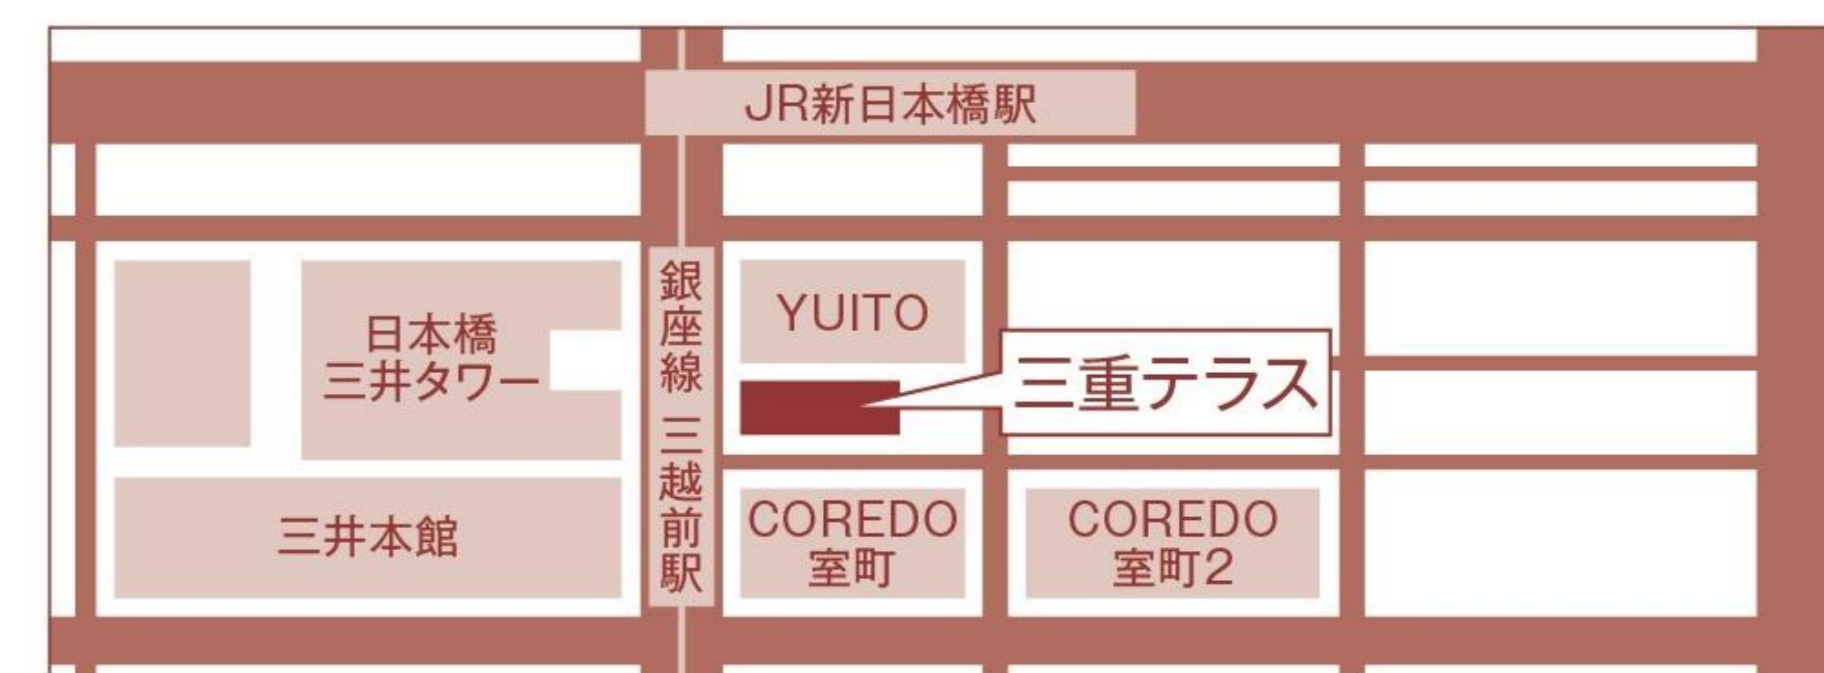 JR新日本橋駅
銀座線 三越前駅
日本橋
三井タワー
YUITO
三重テラス
三井本館
COREDO
室町
COREDO
室町2